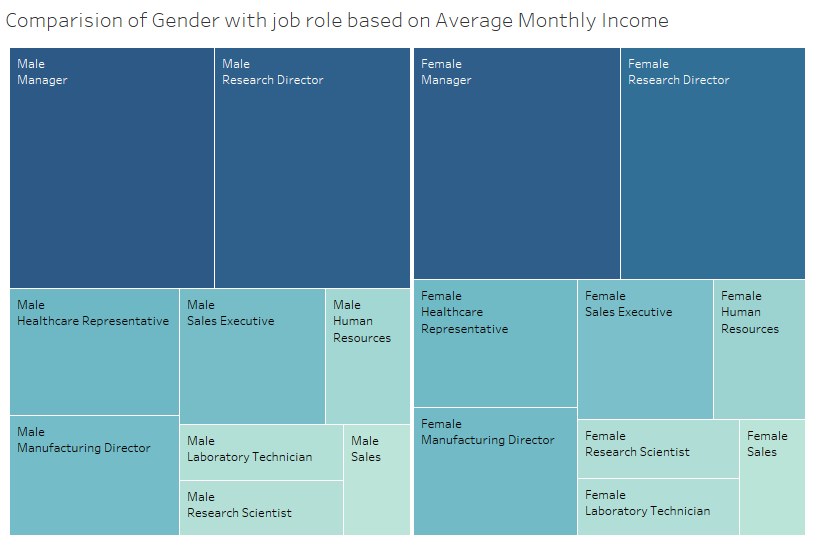 Comparision of Gender with job role based on Average Monthly Income
Male
Manager
Male
Research Director
Male
Healthcare Representative
Male
Sales Executive
Male
Human
Resources
Male
Manufacturing Director
Male
Laboratory Technician
Male
Research Scientist
Male
Sales
Female
Manager
Female
Research Director
Female
Healthcare
Representative
Female
Sales Executive
Female
Human
Resources
Female
Manufacturing Director
Female
Research Scientist
Female
Laboratory Technician
Female
Sales